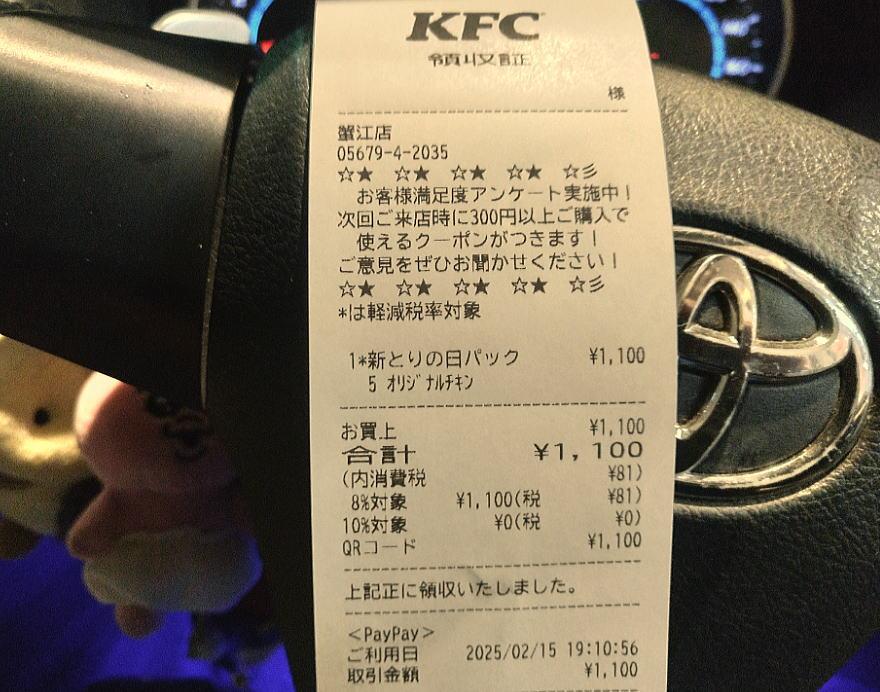 KFC
領収証
様
蟹江店
05679-4-2035
☆★ ☆★ ☆★ ☆★ ☆彡
お客様満足度アンケート実施中!
次回ご来店時に300円以上ご購入で
使えるクーポンがつきます!
ご意見をぜひお聞かせください!
☆★ ☆★ ☆★ ☆★ ☆彡
*は軽減税率対象
1*新とりの日パック ¥1,100
5 オリジナルチキン
お買上 ¥1,100
合計 ¥1,100
(内消費税 ¥81)
8%対象 ¥1,100(税 ¥81)
10%対象 ¥0(税 ¥0)
QRコード ¥1,100
上記正に領収いたしました。
<PayPay>
ご利用日 2025/02/15 19:10:56
取引金額 ¥1,100